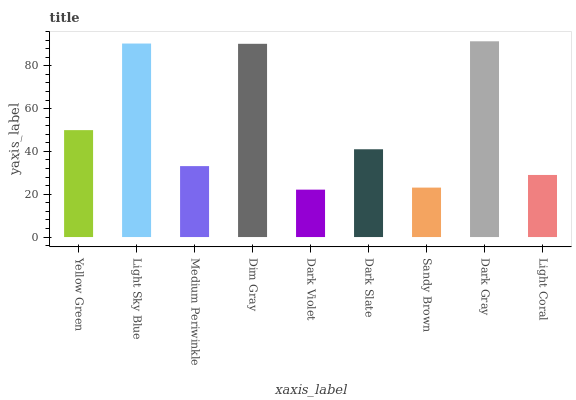 title
yaxis_label
80
60
40
20
0
Yellow Green
Light Sky Blue
Medium Periwinkle
Dim Gray
Dark Violet
Dark Slate
Sandy Brown
Dark Gray
Light Coral
xaxis_label